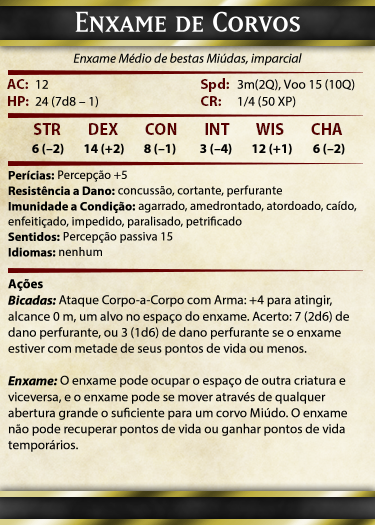 Enxame de Corvos
Enxame Médio de bestas Miúdas, imparcial
AC: 12 Spd: 3m(2Q), Voo 15 (10Q)
HP: 24 (7d8 – 1) CR: 1/4 (50 XP)
STR DEX CON INT WIS CHA
6 (–2) 14 (+2) 8 (–1) 3 (–4) 12 (+1) 6 (–2)
Perícias: Percepção +5
Resistência a Dano: concussão, cortante, perfurante
Imunidade a Condição: agarrado, amedrontado, atordoado, caído,
enfeitiçado, impedido, paralisado, petrificado
Sentidos: Percepção passiva 15
Idiomas: nenhum
Ações
Bicadas: Ataque Corpo-a-Corpo com Arma: +4 para atingir,
alcance 0 m, um alvo no espaço do enxame. Acerto: 7 (2d6) de
dano perfurante, ou 3 (1d6) de dano perfurante se o enxame
estiver com metade de seus pontos de vida ou menos.
Enxame: O enxame pode ocupar o espaço de outra criatura e
viceversa, e o enxame pode se mover através de qualquer
abertura grande o suficiente para um corvo Miúdo. O enxame
não pode recuperar pontos de vida ou ganhar pontos de vida
temporários.